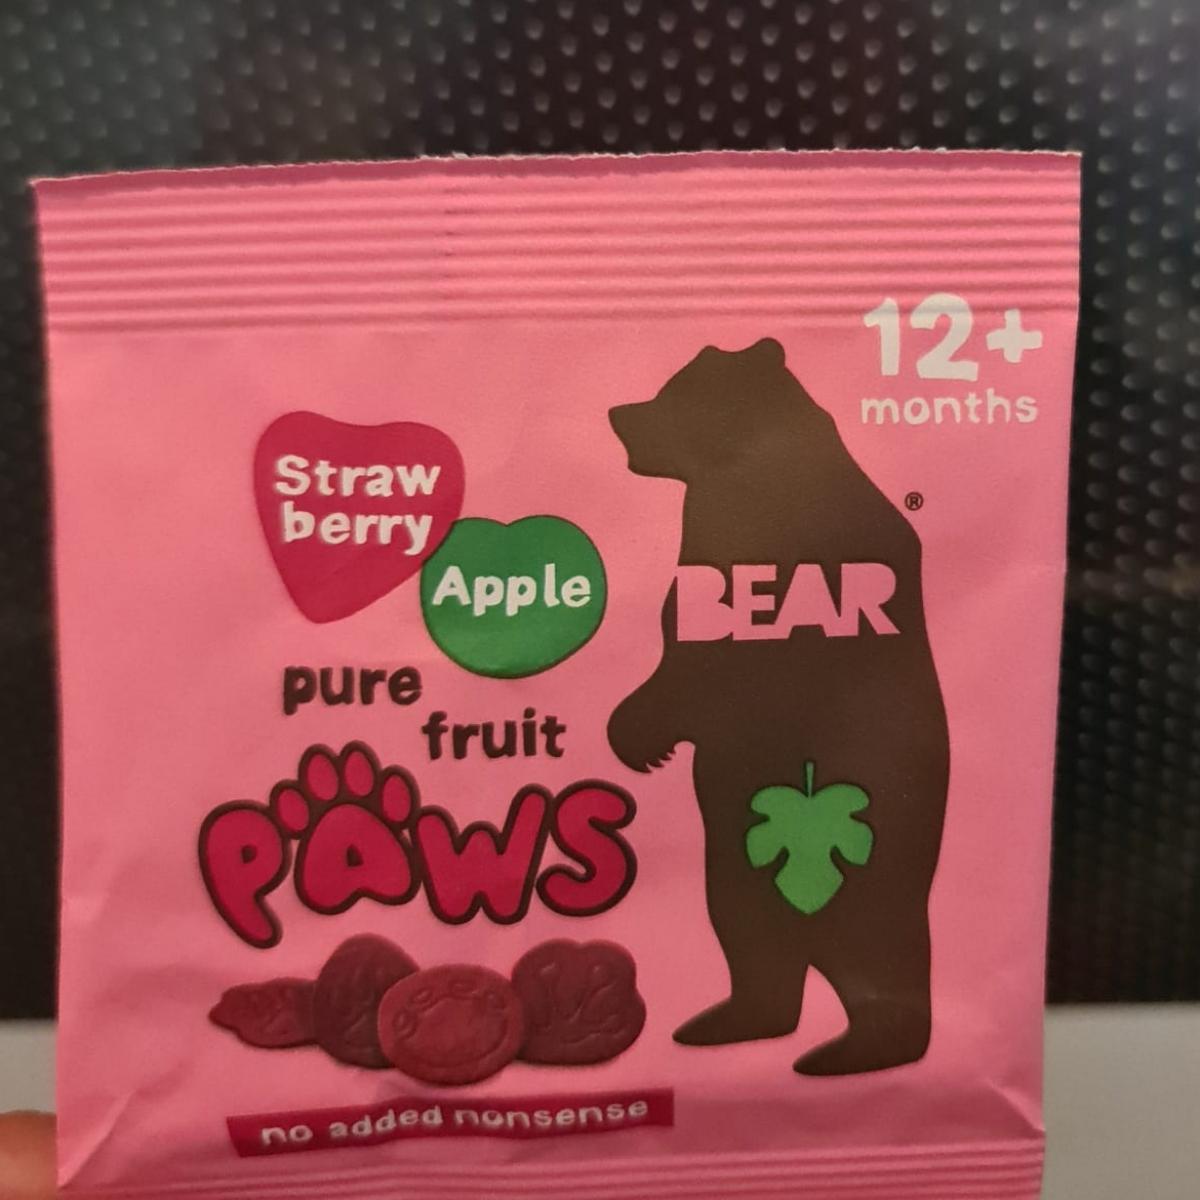 12+
months
Straw
berry
Apple
®
BEAR
pure
fruit
PAWS
no added nonsense